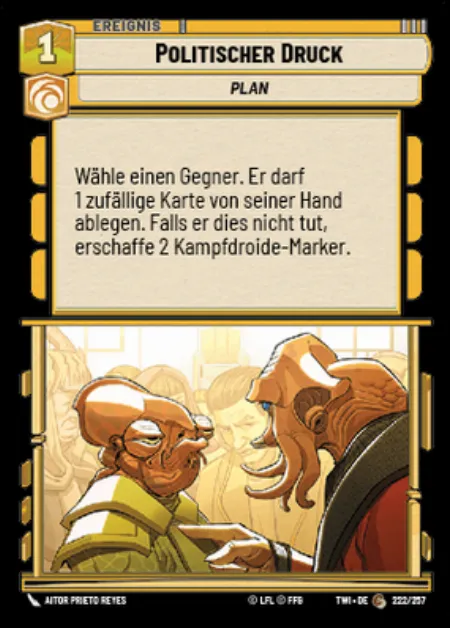 EREIGNIS
1
POLITISCHER DRUCK
PLAN
Wähle einen Gegner. Er darf
1 zufällige Karte von seiner Hand
ablegen. Falls er dies nicht tut,
erschaffe 2 Kampfdroide-Marker.
AITOR PRIETO REYES
© LFL © FFG
TWI • DE
222/257